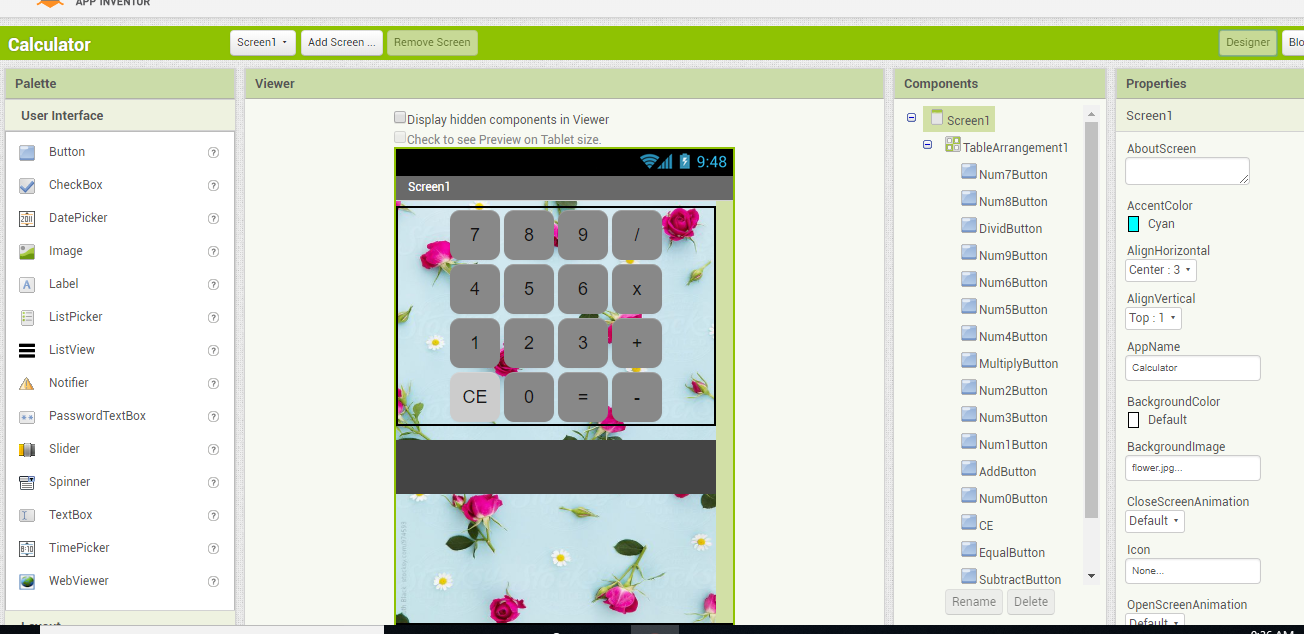 APP INVENTOR
Calculator
Screen1
Add Screen ...
Remove Screen
Designer
Blo
Palette
User Interface
Button
?
CheckBox
?
DatePicker
?
Image
?
Label
?
ListPicker
?
ListView
?
Notifier
?
PasswordTextBox
?
Slider
?
Spinner
?
TextBox
?
TimePicker
?
WebViewer
?
Layout
Viewer
Display hidden components in Viewer
Check to see Preview on Tablet size.
9:48
Screen1
7 8 9 /
4 5 6 x
1 2 3 +
CE 0 = -
Components
Screen1
TableArrangement1
Num7Button
Num8Button
DividButton
Num9Button
Num6Button
Num5Button
Num4Button
MultiplyButton
Num2Button
Num3Button
Num1Button
AddButton
Num0Button
CE
EqualButton
SubtractButton
Rename
Delete
Properties
Screen1
AboutScreen
AccentColor
Cyan
AlignHorizontal
Center : 3
AlignVertical
Top : 1
AppName
Calculator
BackgroundColor
Default
BackgroundImage
flower.jpg...
CloseScreenAnimation
Default
Icon
None...
OpenScreenAnimation
Default
9:36 AM